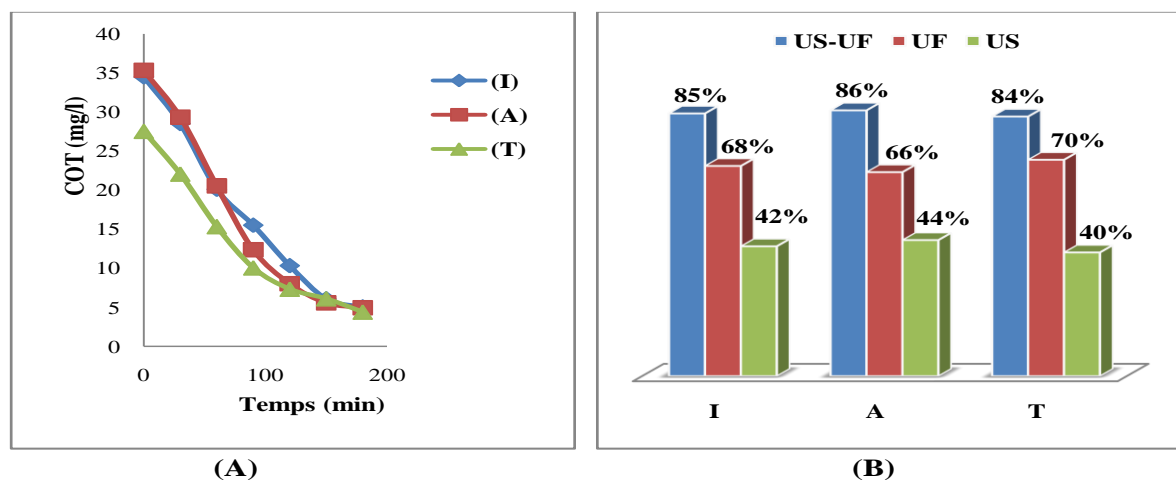 40
35
30
25
20
15
10
5
0
COT (mg/l)
0 100 200
Temps (min)
(I)
(A)
(T)
(A)
US-UF UF US
85% 68% 42%
86% 66% 44%
84% 70% 40%
I A T
(B)